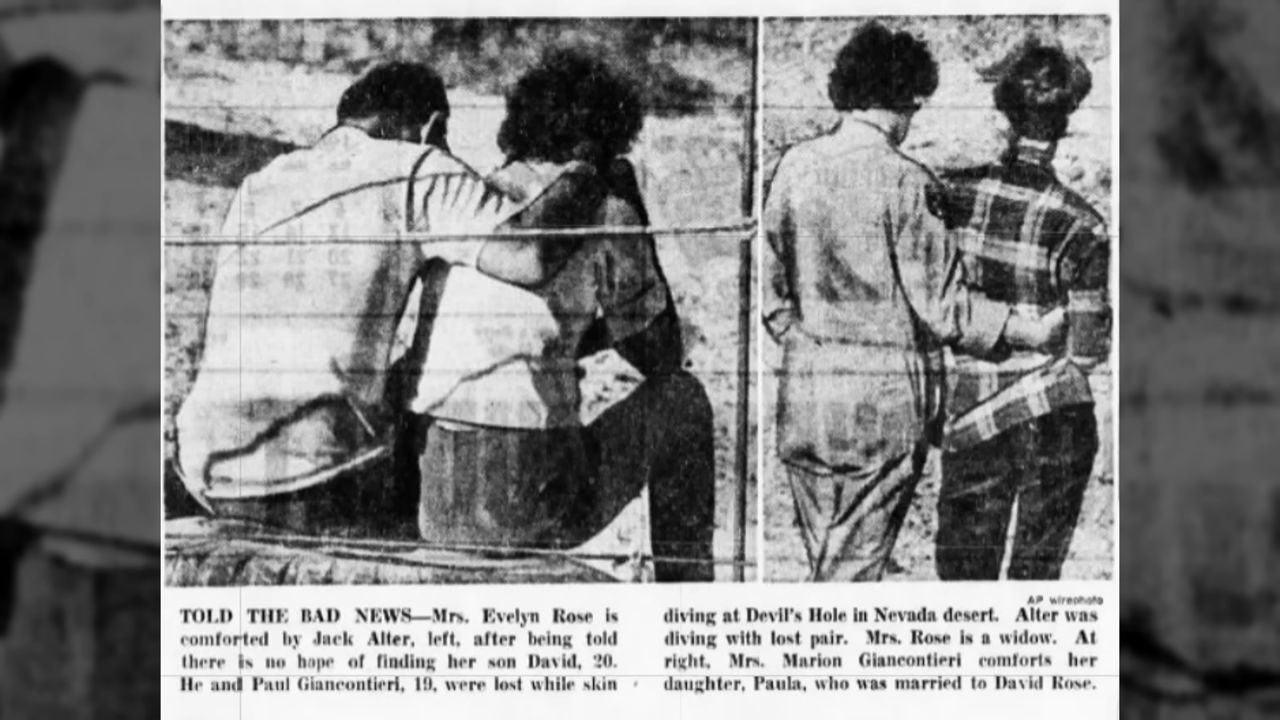 AP wirephoto
TOLD THE BAD NEWS—Mrs. Evelyn Rose is
comforted by Jack Alter, left, after being told
there is no hope of finding her son David, 20.
He and Paul Giancontieri, 19, were lost while skin
diving at Devil's Hole in Nevada desert. Alter was
diving with lost pair. Mrs. Rose is a widow. At
right, Mrs. Marion Giancontieri comforts her
daughter, Paula, who was married to David Rose.